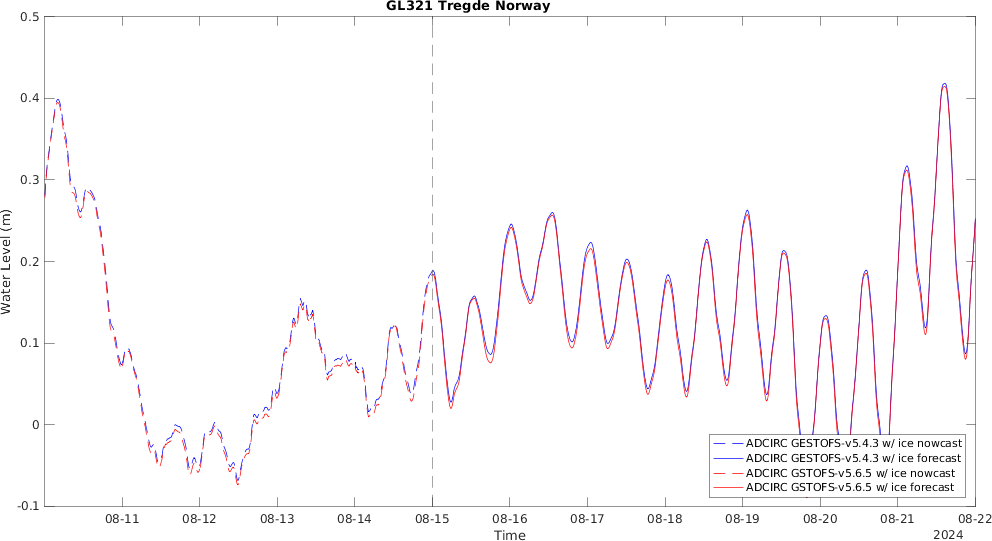 GL321 Tregde Norway
0.5
0.4
0.3
0.2
0.1
0
-0.1
Water Level (m)
ADCIRC GESTOFS-v5.4.3 w/ ice nowcast
ADCIRC GESTOFS-v5.4.3 w/ ice forecast
ADCIRC GSTOFS-v5.6.5 w/ ice nowcast
ADCIRC GSTOFS-v5.6.5 w/ ice forecast
08-11 08-12 08-13 08-14 08-15 08-16 08-17 08-18 08-19 08-20 08-21 08-22
Time
2024